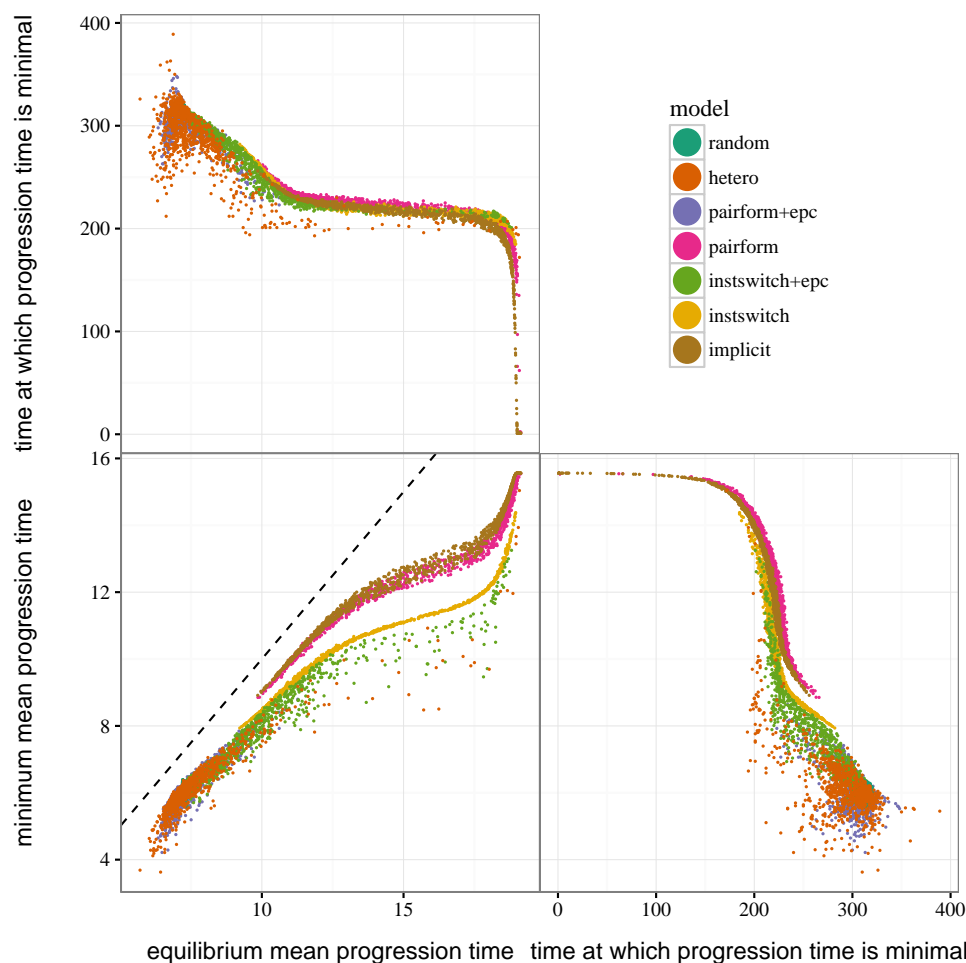 time at which progression time is minimal
400
300
200
100
0
model
random
hetero
pairform+epc
pairform
instswitch+epc
instswitch
implicit
minimum mean progression time
16
12
8
4
10
15
0
100
200
300
400
equilibrium mean progression time
time at which progression time is minimal